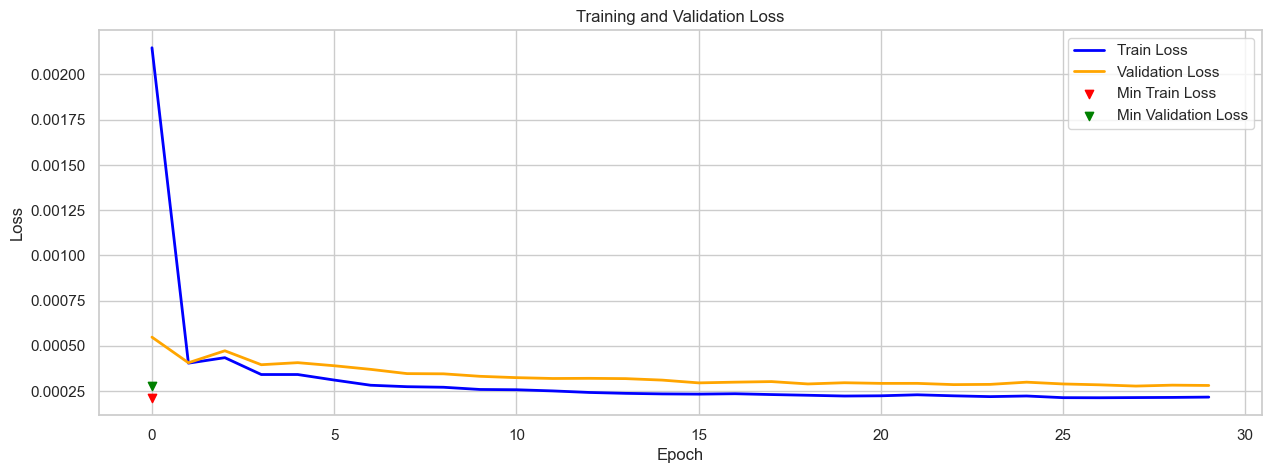 Training and Validation Loss
Train Loss
Validation Loss
Min Train Loss
Min Validation Loss
Loss
0.00200
0.00175
0.00150
0.00125
0.00100
0.00075
0.00050
0.00025
0 5 10 15 20 25 30
Epoch